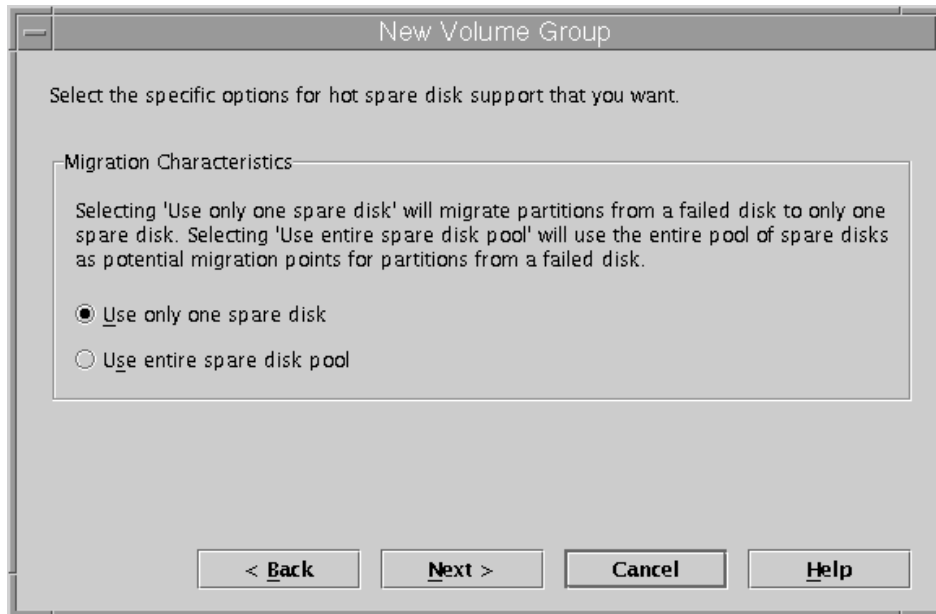 New Volume Group
Select the specific options for hot spare disk support that you want.
Migration Characteristics
Selecting 'Use only one spare disk' will migrate partitions from a failed disk to only one
spare disk. Selecting 'Use entire spare disk pool' will use the entire pool of spare disks
as potential migration points for partitions from a failed disk.
Use only one spare disk
Use entire spare disk pool
< Back Next > Cancel Help